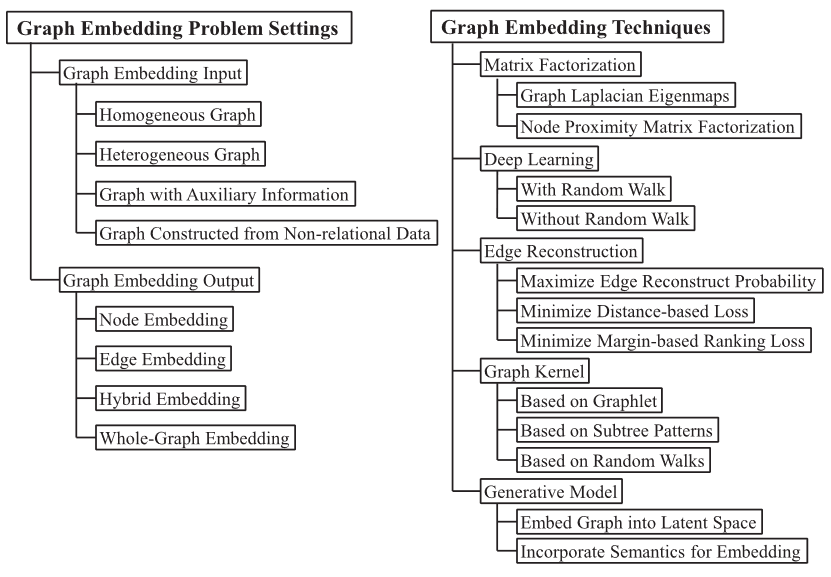 Graph Embedding Problem Settings
Graph Embedding Input
Homogeneous Graph
Heterogeneous Graph
Graph with Auxiliary Information
Graph Constructed from Non-relational Data
Graph Embedding Output
Node Embedding
Edge Embedding
Hybrid Embedding
Whole-Graph Embedding
Graph Embedding Techniques
Matrix Factorization
Graph Laplacian Eigenmaps
Node Proximity Matrix Factorization
Deep Learning
With Random Walk
Without Random Walk
Edge Reconstruction
Maximize Edge Reconstruct Probability
Minimize Distance-based Loss
Minimize Margin-based Ranking Loss
Graph Kernel
Based on Graphlet
Based on Subtree Patterns
Based on Random Walks
Generative Model
Embed Graph into Latent Space
Incorporate Semantics for Embedding